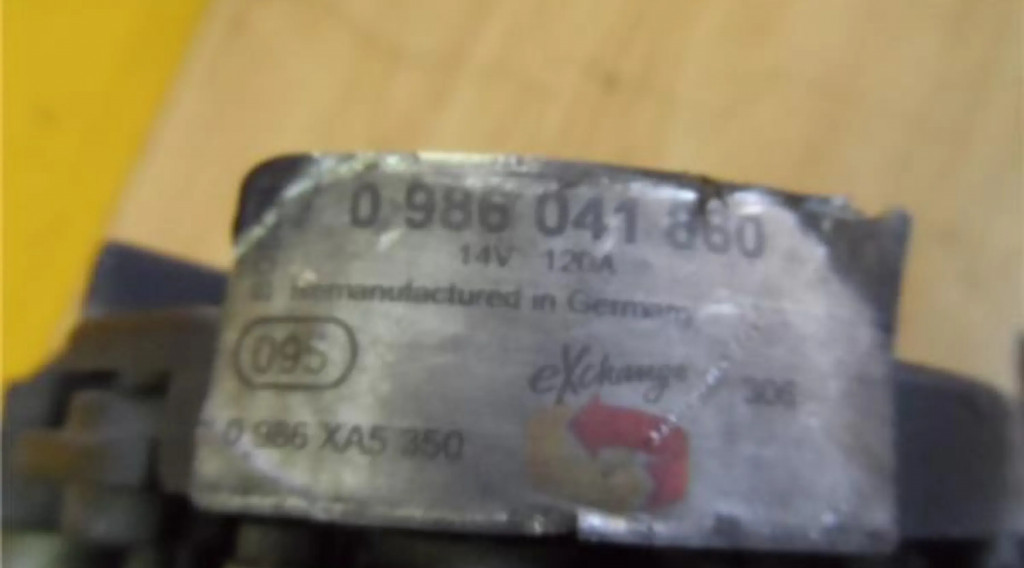 0 986 041 860
14V 120A
Remanufactured in Germany
095
eXchange
306
0 986 XA5 350